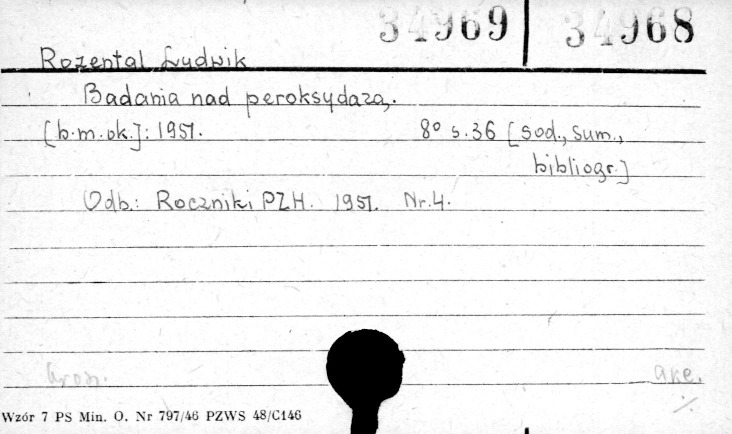 34969 34968
Rozental Ludwik
Badania nad peroksydazą.
[b.m.ok.]: 1951. 8° s.36 [sod., sum.,
bibliogr.]
Odb.: Roczniki PZH. 1951. Nr.4.
akc.
Wzór 7 PS Min. O. Nr 797/46 PZWS 48/C146